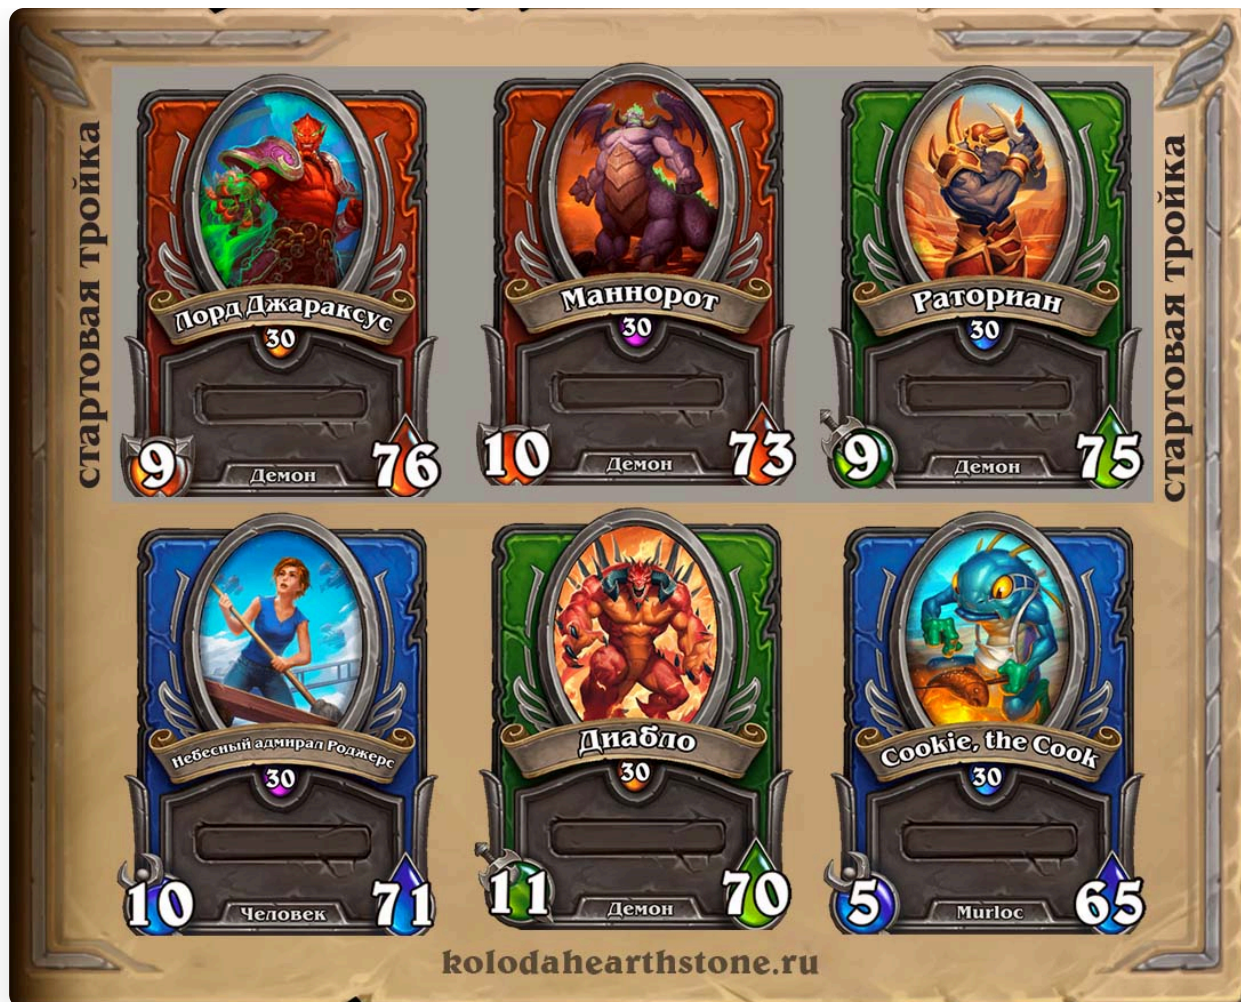 стартовая тройка
Лорд Джараксус
30
9
Демон
76
Маннорот
30
10
Демон
73
Раториан
30
9
Демон
75
стартовая тройка
Небесный адмирал Роджерс
30
10
Человек
71
Диабло
30
11
Демон
70
Cookie, the Cook
30
5
Murloc
65
kolodahearthstone.ru